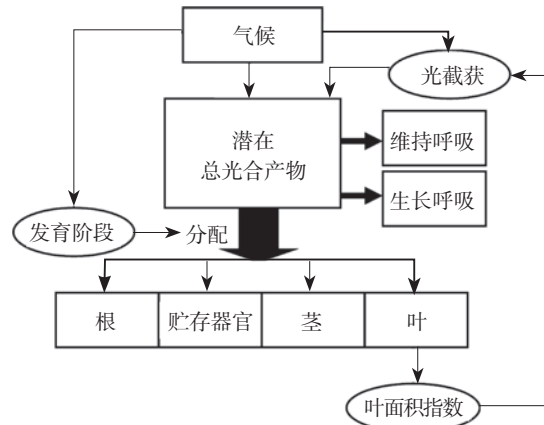 气候
光截获
潜在
总光合产物
维持呼吸
生长呼吸
发育阶段
分配
根
贮存器官
茎
叶
叶面积指数